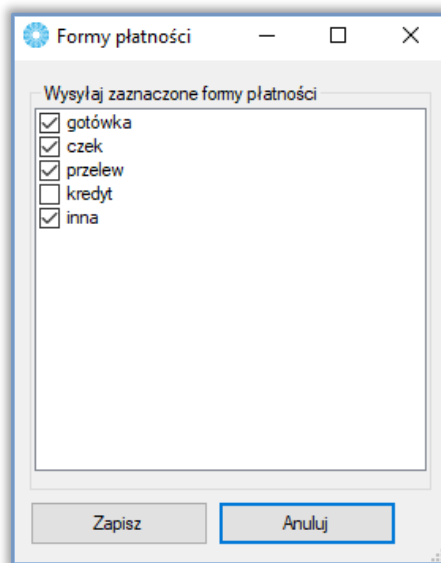 Formy płatności
Wysyłaj zaznaczone formy płatności
gotówka
czek
przelew
kredyt
inna
Zapisz
Anuluj